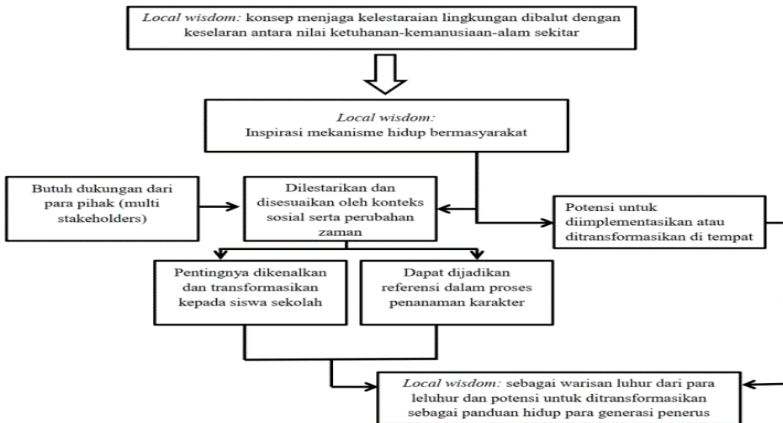 Local wisdom: konsep menjaga kelestaraian lingkungan dibalut dengan
keselaran antara nilai ketuhanan-kemanusiaan-alam sekitar
Local wisdom:
Inspirasi mekanisme hidup bermasyarakat
Butuh dukungan dari
para pihak (multi
stakeholders)
Dilestarikan dan
disesuaikan oleh konteks
sosial serta perubahan
zaman
Potensi untuk
diimplementasikan atau
ditransformasikan di tempat
Pentingnya dikenalkan
dan transformasikan
kepada siswa sekolah
Dapat dijadikan
referensi dalam proses
penanaman karakter
Local wisdom: sebagai warisan luhur dari para
leluhur dan potensi untuk ditransformasikan
sebagai panduan hidup para generasi penerus